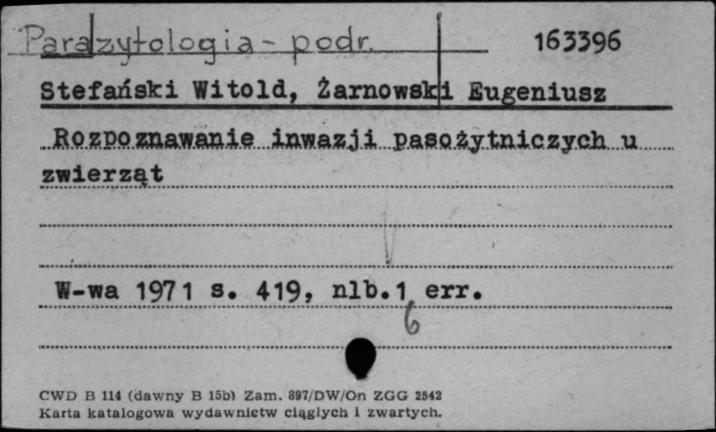 Parazytologia - podr. 163396
Stefański Witold, Żarnowski Eugeniusz
Rozpoznawanie inwazji pasożytniczych u
zwierząt
W-wa 1971 s. 419, nlb.1 err.
6
CWD B 114 (dawny B 15b) Zam. 897/DW/On ZGG 2542
Karta katalogowa wydawnictw ciągłych i zwartych.